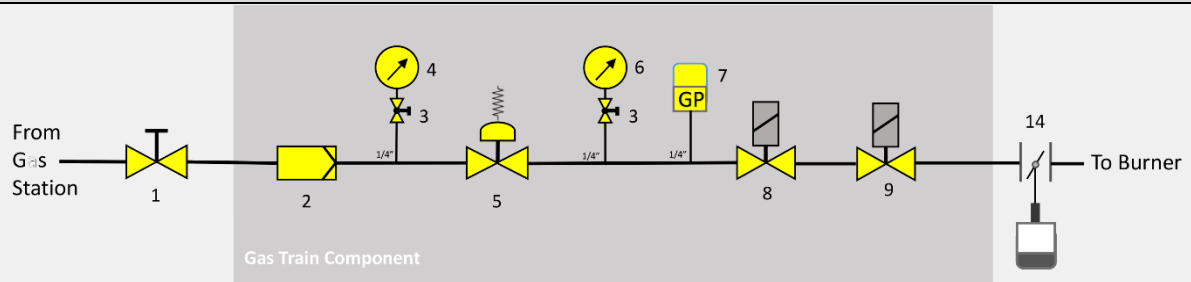 4
6
7
GP
3
3
14
From
Gas
Station
1/4"
1/4"
1/4"
To Burner
1
2
5
8
9
Gas Train Component